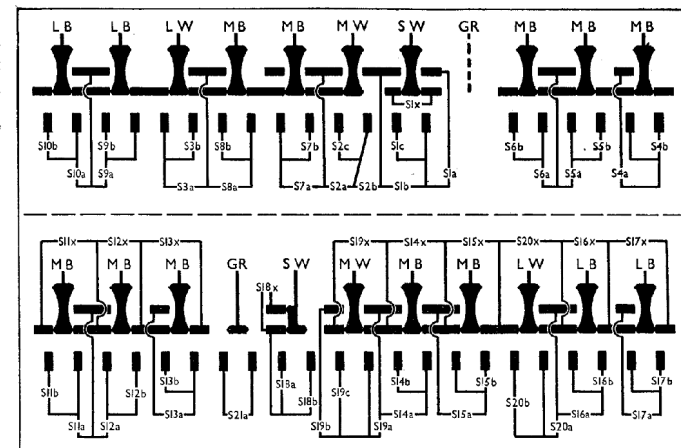 LB LB LW MB MB MW SW GR MB MB MB
S1x
S10b S9b S3b S8b S7b S2c S1c S6b S5b S4b
S10a S9a S3a S8a S7a S2a S2b S1b S1a S6a S5a S4a
S11x S12x S13x S19x S14x S15x S20x S16x S17x
MB MB MB GR SW MW MB MB LW LB LB
S18x
S11b S12b S13b S18a S18b S19c S14b S15b S20b S16b S17b
S11a S12a S13a S21a S19b S19a S14a S15a S20a S16a S17a